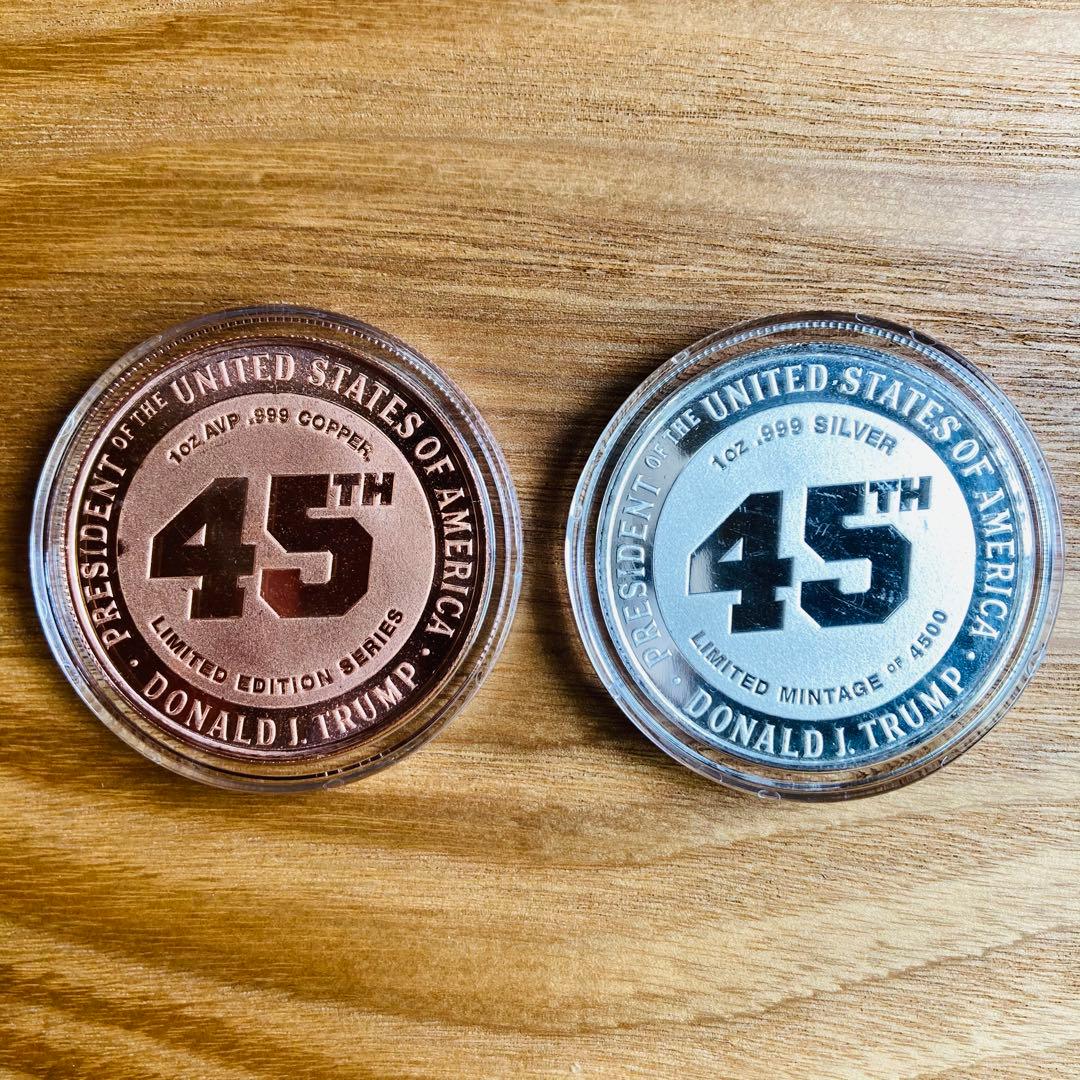 PRESIDENT OF THE UNITED STATES OF AMERICA
1oz AVP .999 COPPER
45TH
LIMITED EDITION SERIES
· DONALD J. TRUMP ·
PRESIDENT OF THE UNITED STATES OF AMERICA
1oz .999 SILVER
45TH
LIMITED MINTAGE OF 4500
· DONALD J. TRUMP ·